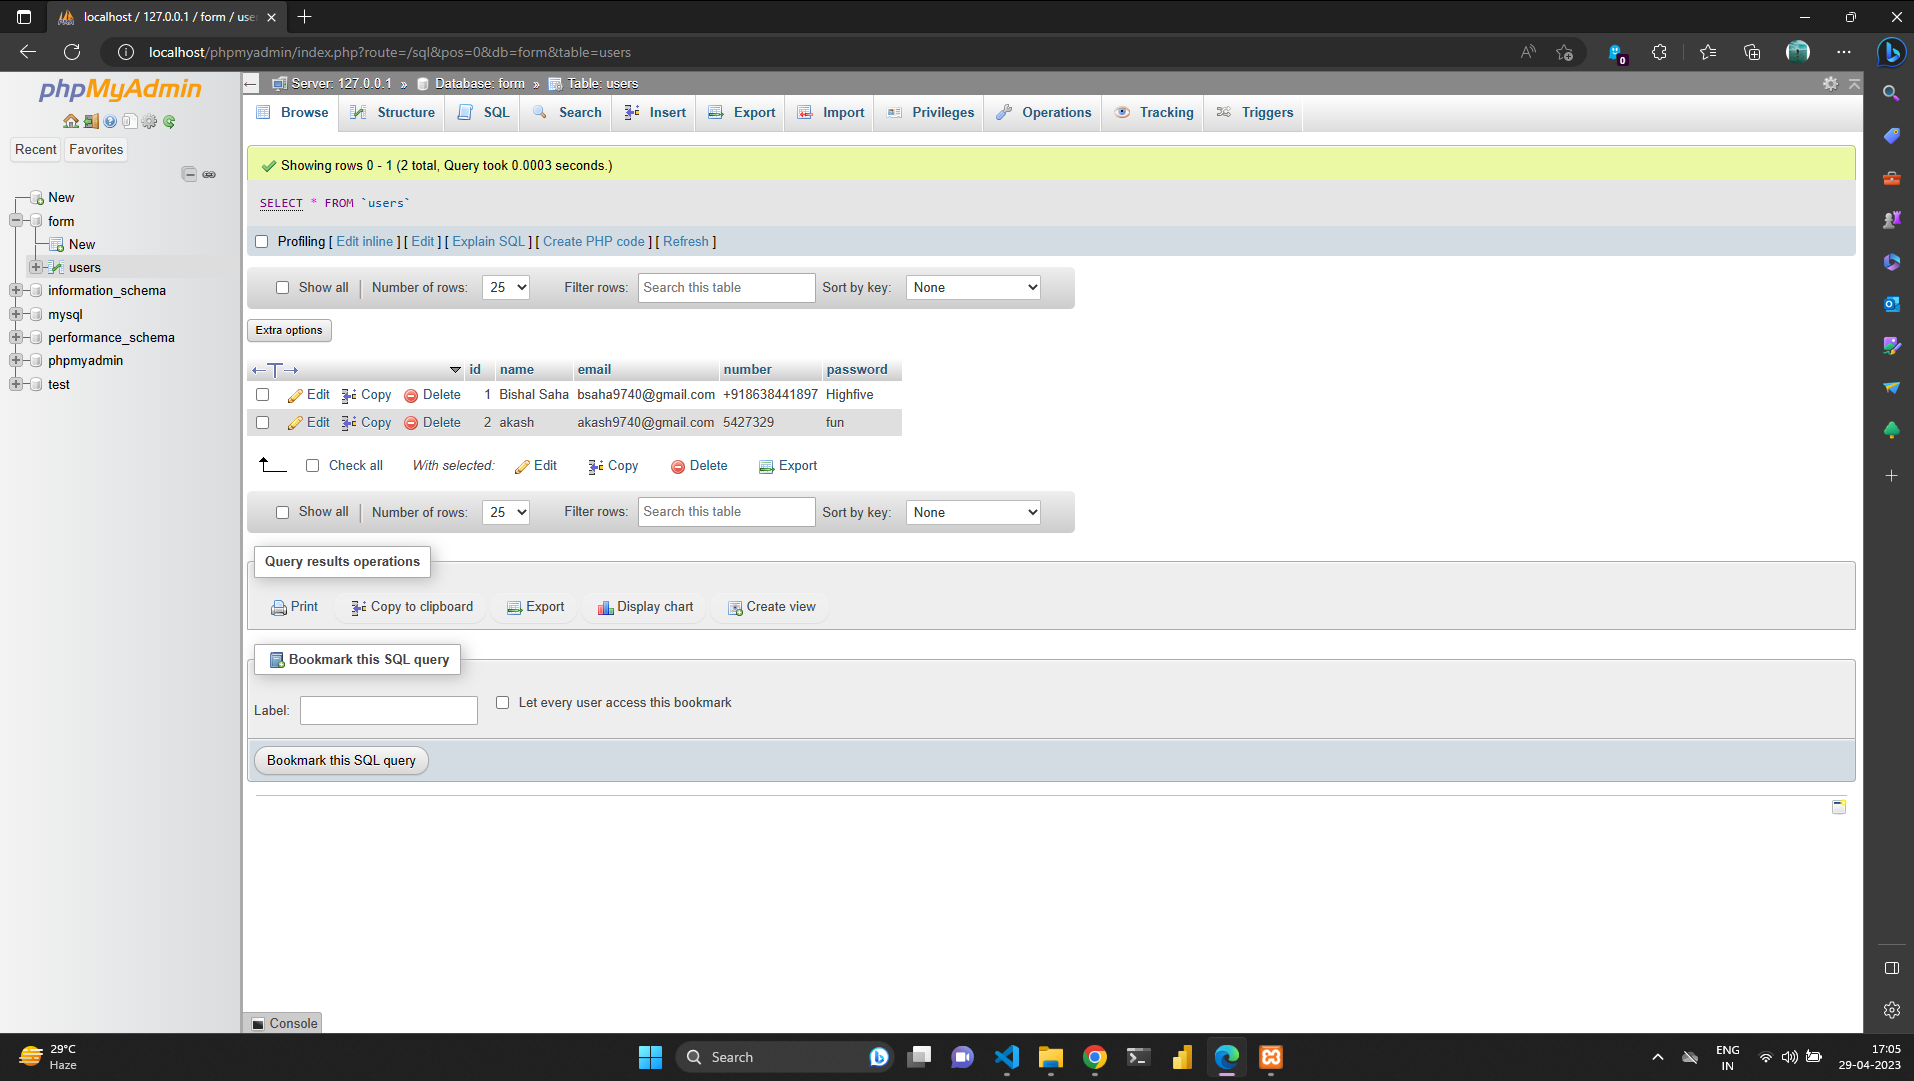 localhost / 127.0.0.1 / form / use
localhost/phpmyadmin/index.php?route=/sql&pos=0&db=form&table=users
0
phpMyAdmin
Recent Favorites
New
form
New
users
information_schema
mysql
performance_schema
phpmyadmin
test
Server: 127.0.0.1 » Database: form » Table: users
Browse Structure SQL Search Insert Export Import Privileges Operations Tracking Triggers
Showing rows 0 - 1 (2 total, Query took 0.0003 seconds.)
SELECT * FROM `users`
Profiling [ Edit inline ] [ Edit ] [ Explain SQL ] [ Create PHP code ] [ Refresh ]
Show all Number of rows: 25 Filter rows: Search this table Sort by key: None
Extra options
←T→ id name email number password
Edit Copy Delete 1 Bishal Saha bsaha9740@gmail.com +918638441897 Highfive
Edit Copy Delete 2 akash akash9740@gmail.com 5427329 fun
Check all With selected: Edit Copy Delete Export
Show all Number of rows: 25 Filter rows: Search this table Sort by key: None
Query results operations
Print Copy to clipboard Export Display chart Create view
Bookmark this SQL query
Label: Let every user access this bookmark
Bookmark this SQL query
Console
29°C
Haze
Search
ENG
IN
17:05
29-04-2023